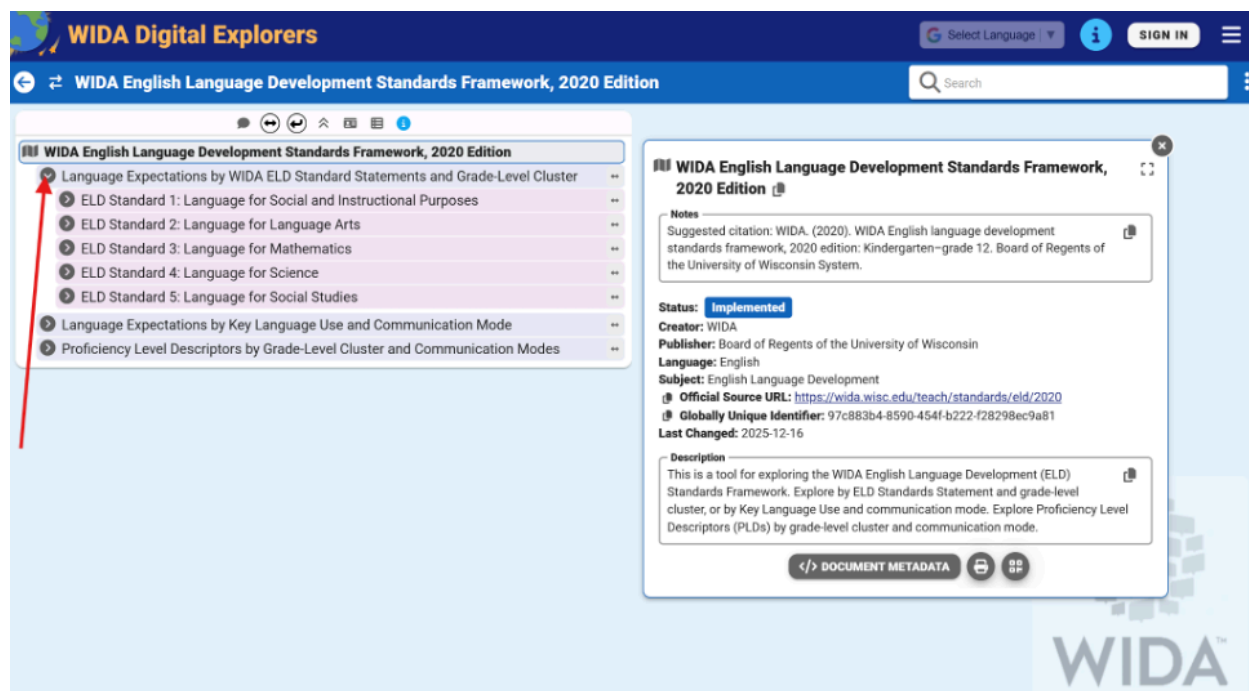 WIDA Digital Explorers
Select Language
SIGN IN
WIDA English Language Development Standards Framework, 2020 Edition
Search
WIDA English Language Development Standards Framework, 2020 Edition
Language Expectations by WIDA ELD Standard Statements and Grade-Level Cluster
ELD Standard 1: Language for Social and Instructional Purposes
ELD Standard 2: Language for Language Arts
ELD Standard 3: Language for Mathematics
ELD Standard 4: Language for Science
ELD Standard 5: Language for Social Studies
Language Expectations by Key Language Use and Communication Mode
Proficiency Level Descriptors by Grade-Level Cluster and Communication Modes
WIDA English Language Development Standards Framework,
2020 Edition
Notes
Suggested citation: WIDA. (2020). WIDA English language development
standards framework, 2020 edition: Kindergarten–grade 12. Board of Regents of
the University of Wisconsin System.
Status: Implemented
Creator: WIDA
Publisher: Board of Regents of the University of Wisconsin
Language: English
Subject: English Language Development
Official Source URL: https://wida.wisc.edu/teach/standards/eld/2020
Globally Unique Identifier: 97c883b4-8590-454f-b222-f28298ec9a81
Last Changed: 2025-12-16
Description
This is a tool for exploring the WIDA English Language Development (ELD)
Standards Framework. Explore by ELD Standards Statement and grade-level
cluster, or by Key Language Use and communication mode. Explore Proficiency Level
Descriptors (PLDs) by grade-level cluster and communication mode.
</> DOCUMENT METADATA
WIDA™